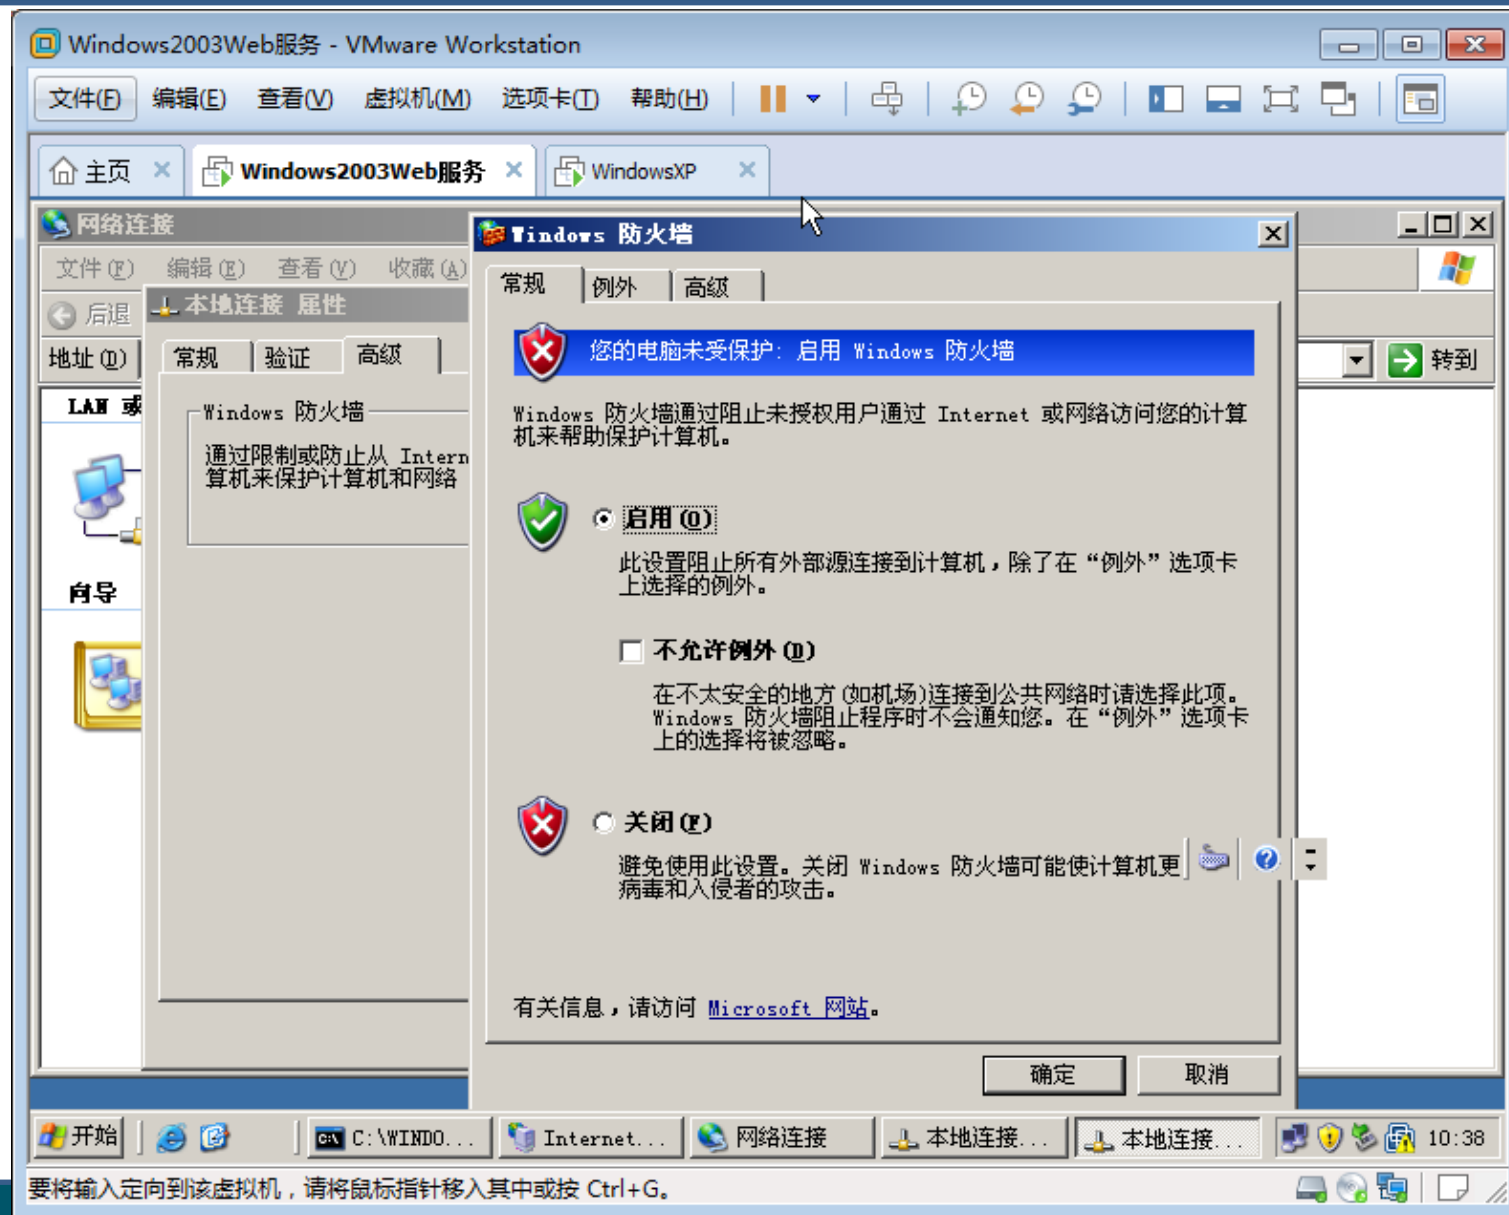 Windows2003Web服务 - VMware Workstation
文件(F) 编辑(E) 查看(V) 虚拟机(M) 选项卡(T) 帮助(H)
主页 Windows2003Web服务 WindowsXP
网络连接
文件(F) 编辑(E) 查看(V) 收藏(A)
后退
地址(D) 转到
LAN 或
向导
本地连接 属性
常规 验证 高级
Windows 防火墙
通过限制或防止从 Intern
算机来保护计算机和网络
Windows 防火墙
常规 例外 高级
您的电脑未受保护: 启用 Windows 防火墙
Windows 防火墙通过阻止未授权用户通过 Internet 或网络访问您的计算
机来帮助保护计算机。
启用(O)
此设置阻止所有外部源连接到计算机，除了在“例外”选项卡
上选择的例外。
不允许例外(D)
在不太安全的地方(如机场)连接到公共网络时请选择此项。
Windows 防火墙阻止程序时不会通知您。在“例外”选项卡
上的选择将被忽略。
关闭(F)
避免使用此设置。关闭 Windows 防火墙可能使计算机更
病毒和入侵者的攻击。
有关信息，请访问 Microsoft 网站。
确定 取消
开始 C:\WINDO... Internet... 网络连接 本地连接... 本地连接... 10:38
要将输入定向到该虚拟机，请将鼠标指针移入其中或按 Ctrl+G。